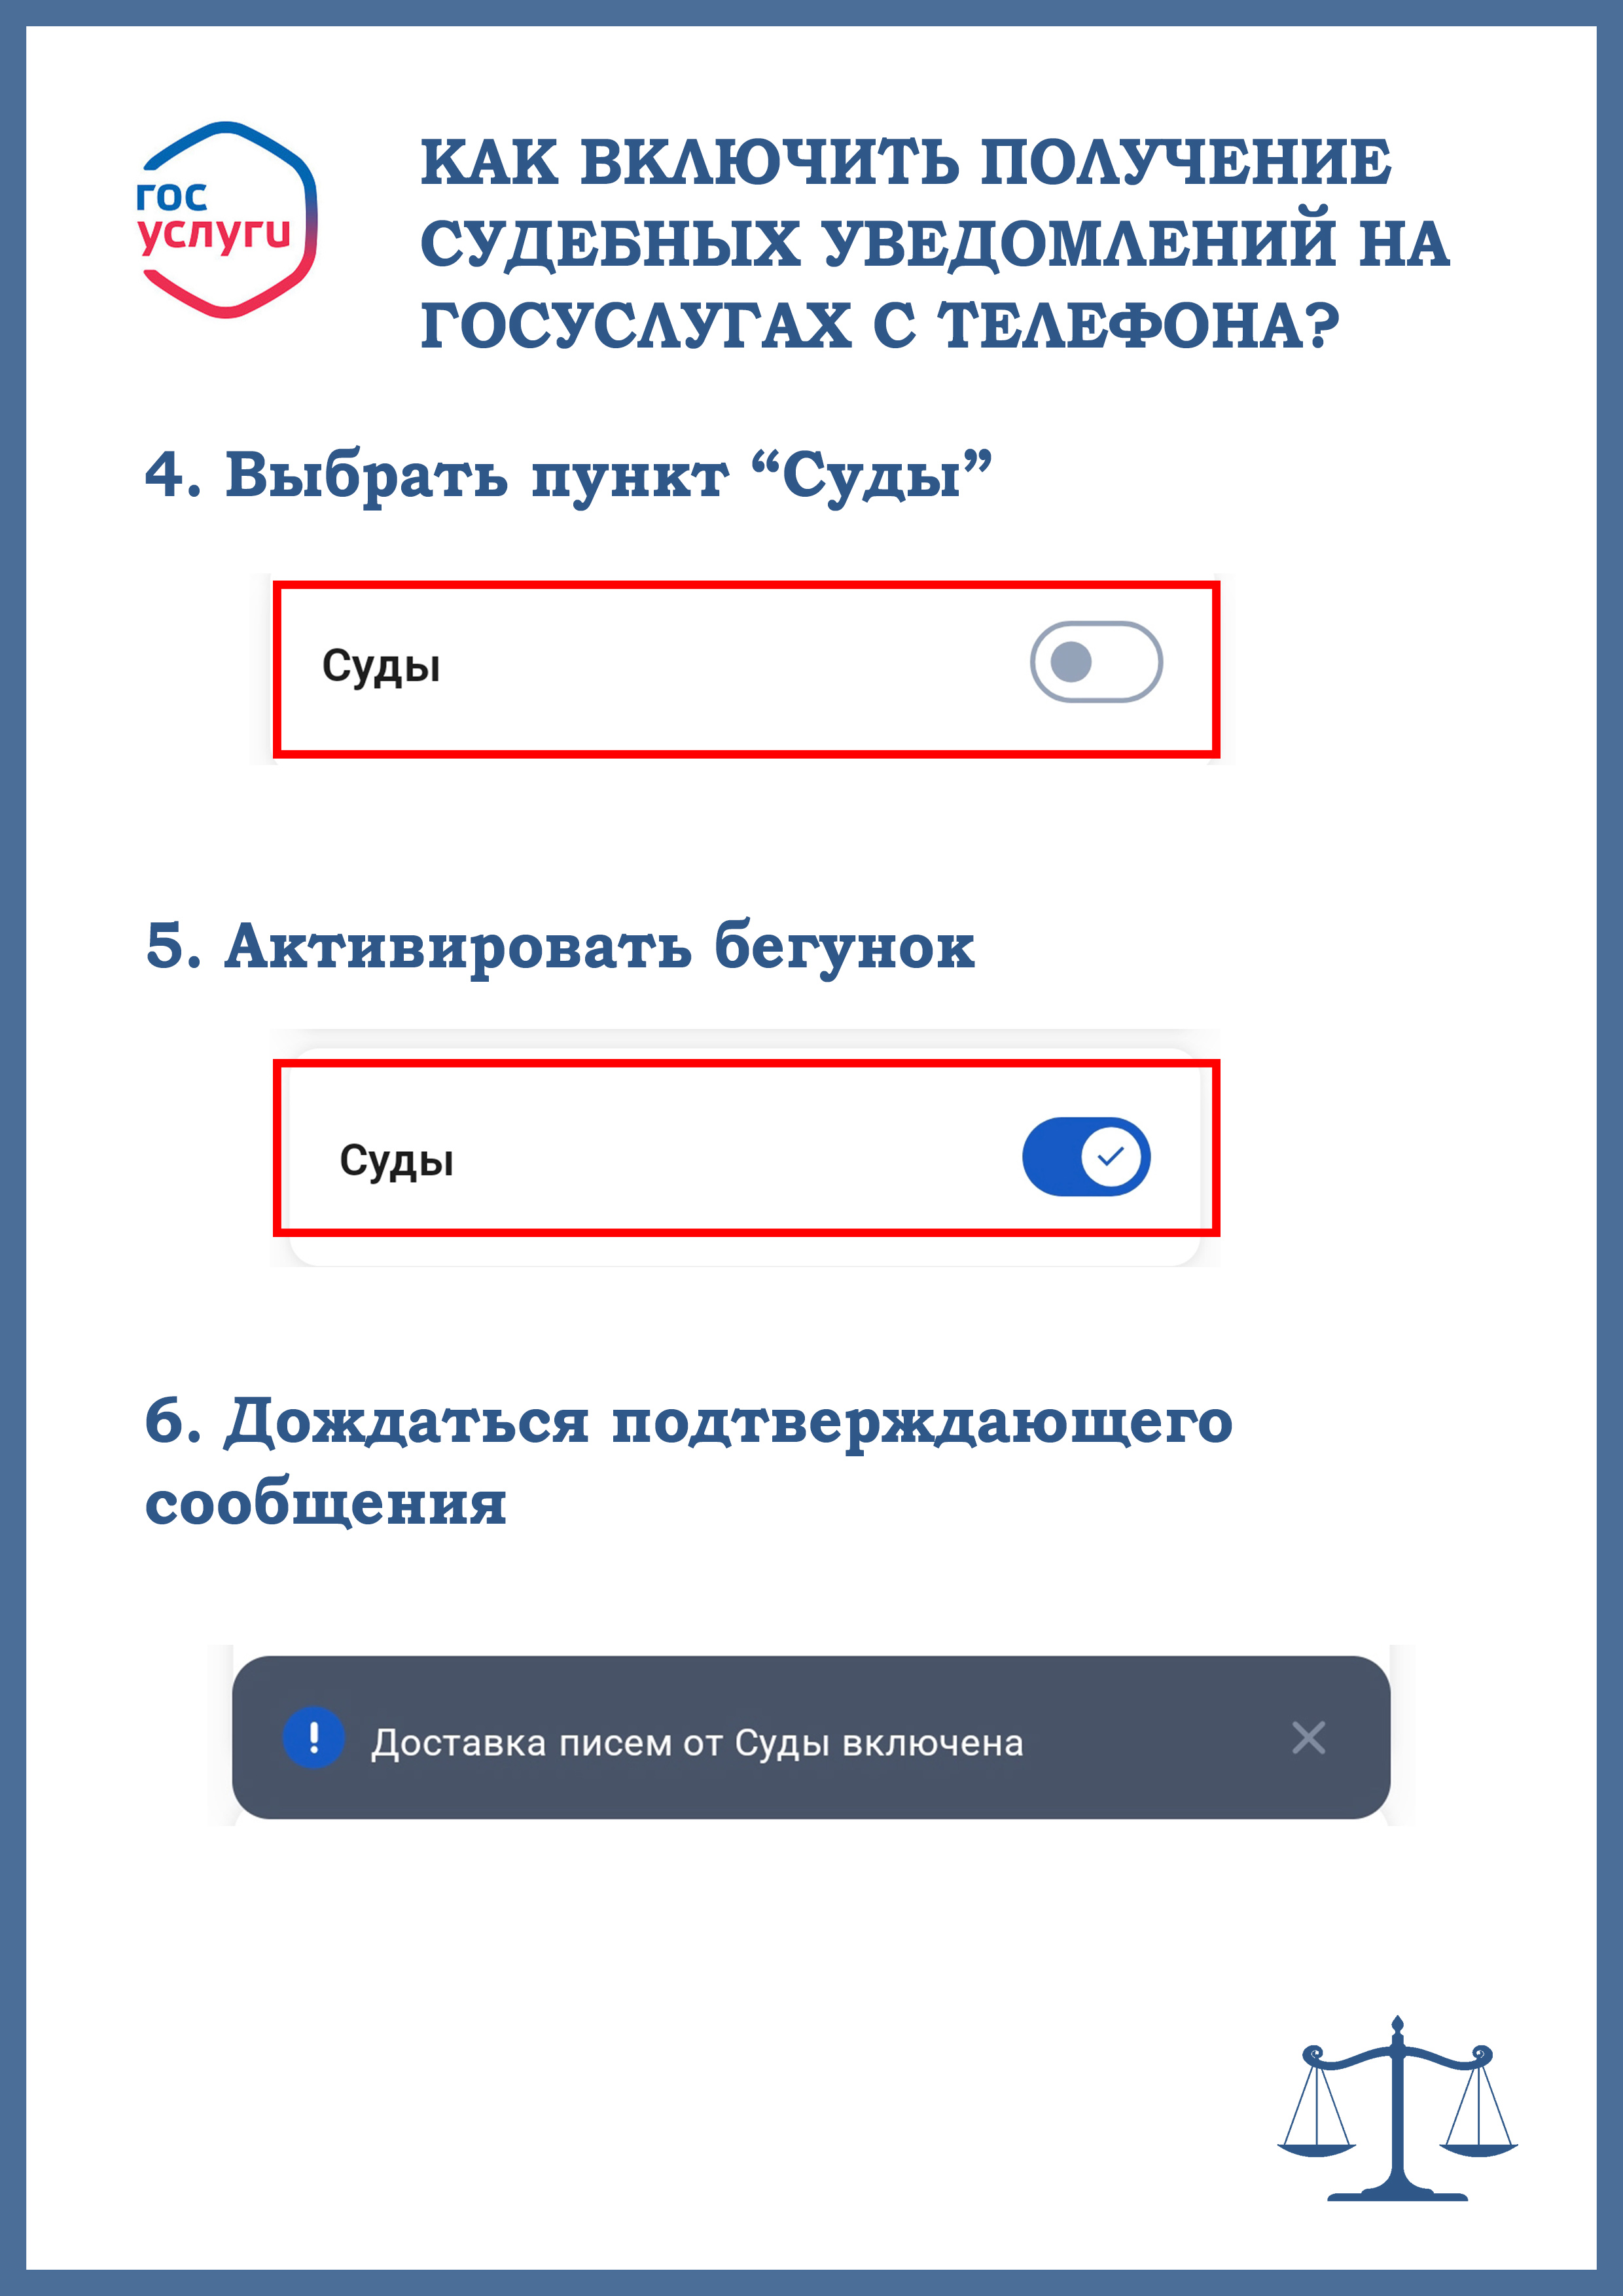 гос
услуги
КАК ВКЛЮЧИТЬ ПОЛУЧЕНИЕ
СУДЕБНЫХ УВЕДОМЛЕНИЙ НА
ГОСУСЛУГАХ С ТЕЛЕФОНА?
4. Выбрать пункт “Суды”
Суды
5. Активировать бегунок
Суды
6. Дождаться подтверждающего
сообщения
Доставка писем от Суды включена